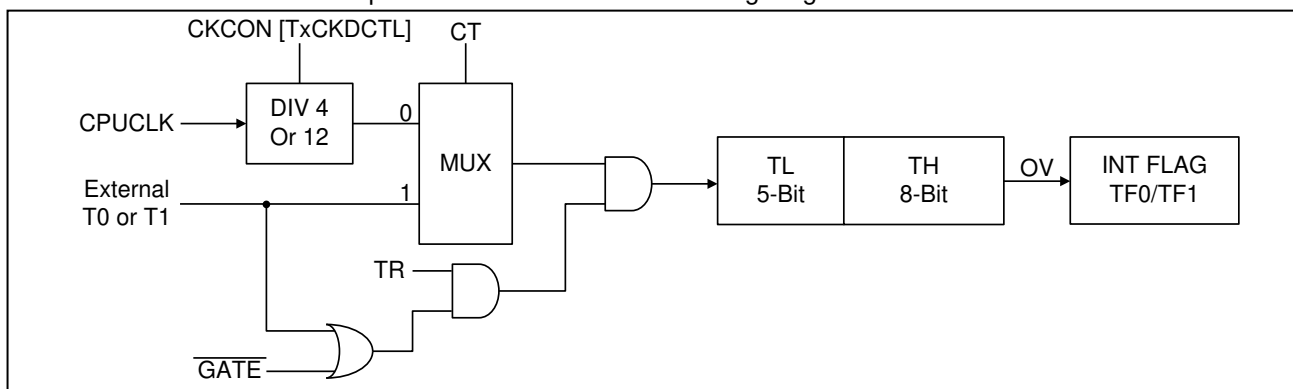 CKCON [TxCKDCTL]
CT
CPUCLK
DIV 4
Or 12
0
MUX
External
T0 or T1
1
TL
5-Bit
TH
8-Bit
OV
INT FLAG
TF0/TF1
TR
GATE